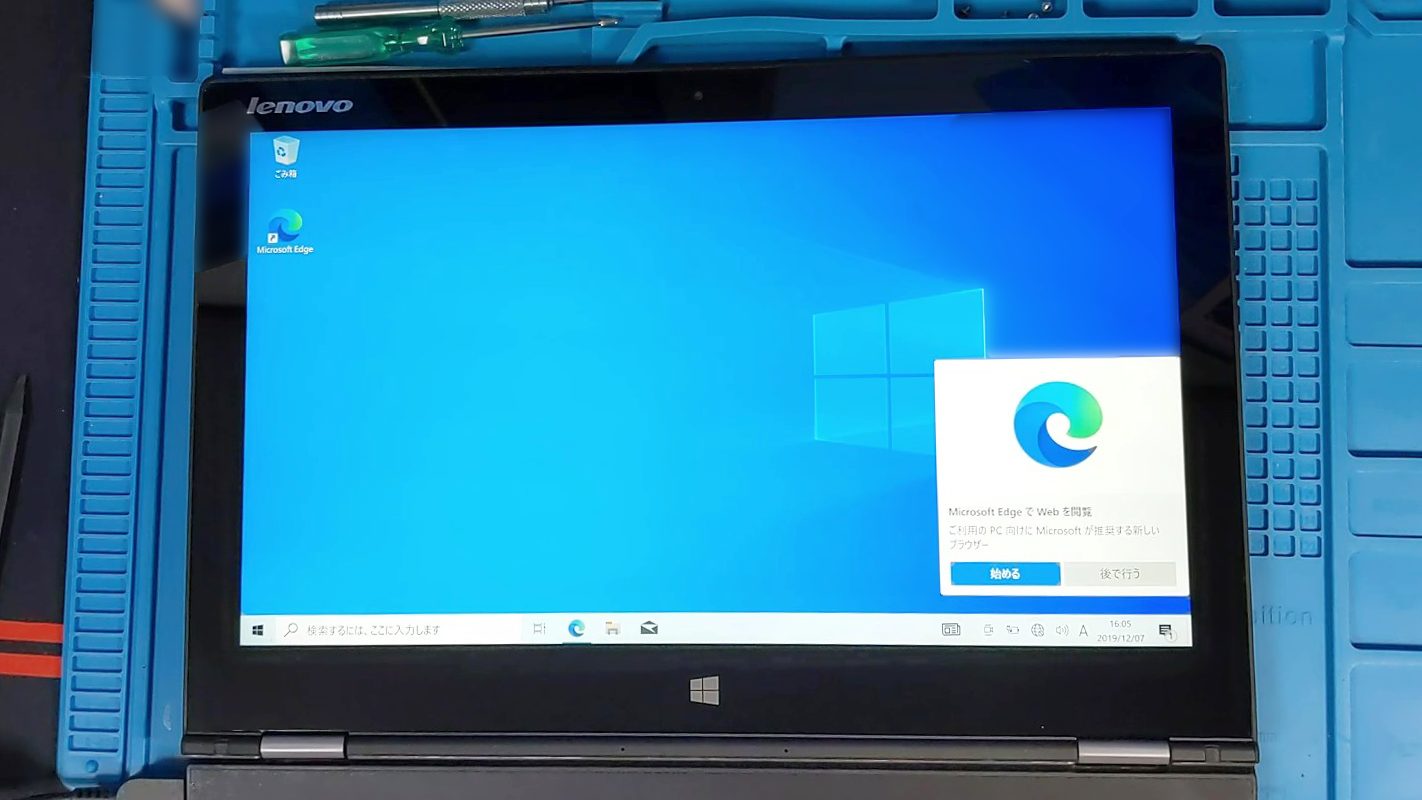 lenovo
ごみ箱
Microsoft Edge
Microsoft Edge で Web を閲覧
ご利用の PC 向けに Microsoft が推奨する新しい
ブラウザー
始める
後で行う
検索するには、ここに入力します
A
16:05
2019/12/07